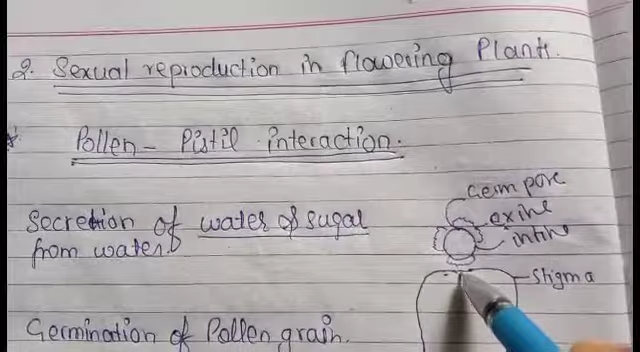 2. Sexual reproduction in flowering Plants.
Pollen - Pistil interaction.
Germ pore
exine
intine
Secretion of water of sugar
from water.
Stigma
Germination of Pollen grain.